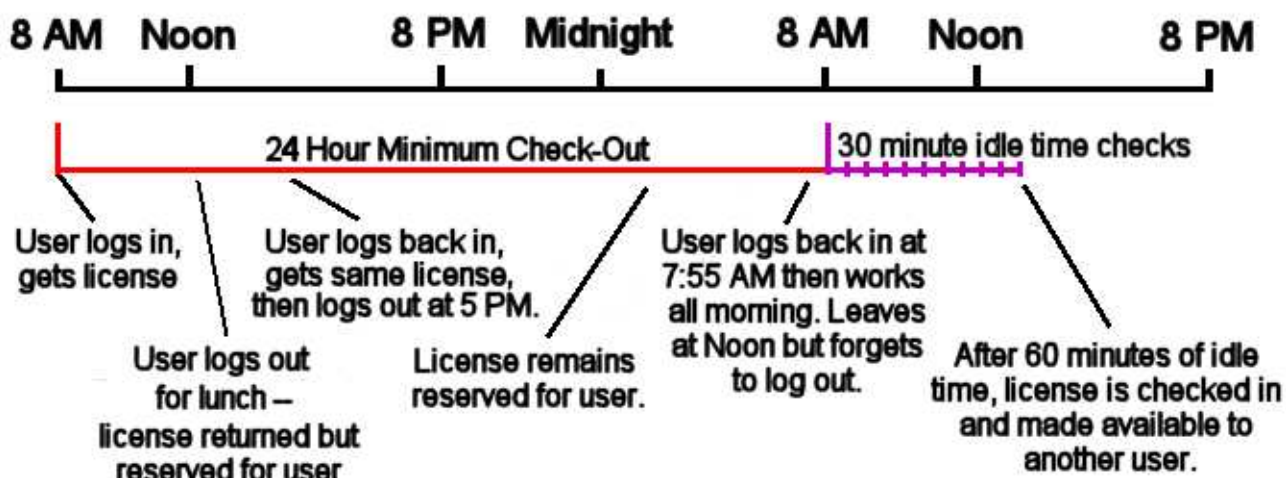 8 AM Noon 8 PM Midnight 8 AM Noon 8 PM
24 Hour Minimum Check-Out
30 minute idle time checks
User logs in,
gets license
User logs out
for lunch –
license returned but
reserved for user
User logs back in,
gets same license,
then logs out at 5 PM.
License remains
reserved for user.
User logs back in at
7:55 AM then works
all morning. Leaves
at Noon but forgets
to log out.
After 60 minutes of idle
time, license is checked in
and made available to
another user.